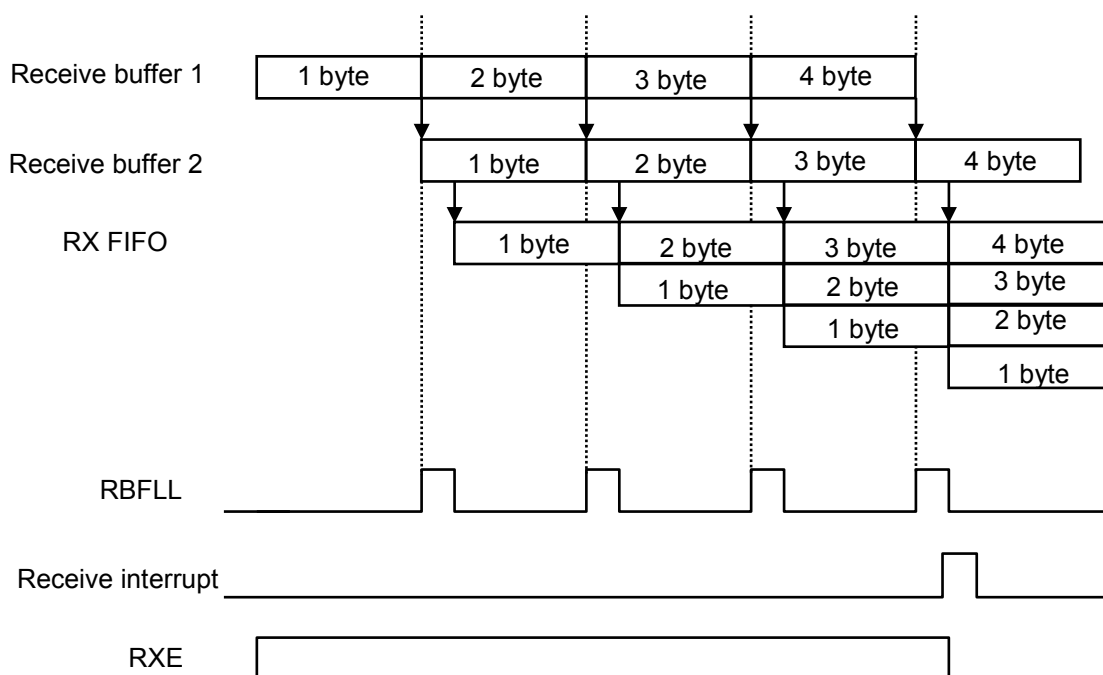 Receive buffer 1
1 byte 2 byte 3 byte 4 byte
Receive buffer 2
1 byte 2 byte 3 byte 4 byte
RX FIFO
1 byte 2 byte 3 byte 4 byte
1 byte 2 byte 3 byte
1 byte 2 byte
1 byte
RBFLL
Receive interrupt
RXE